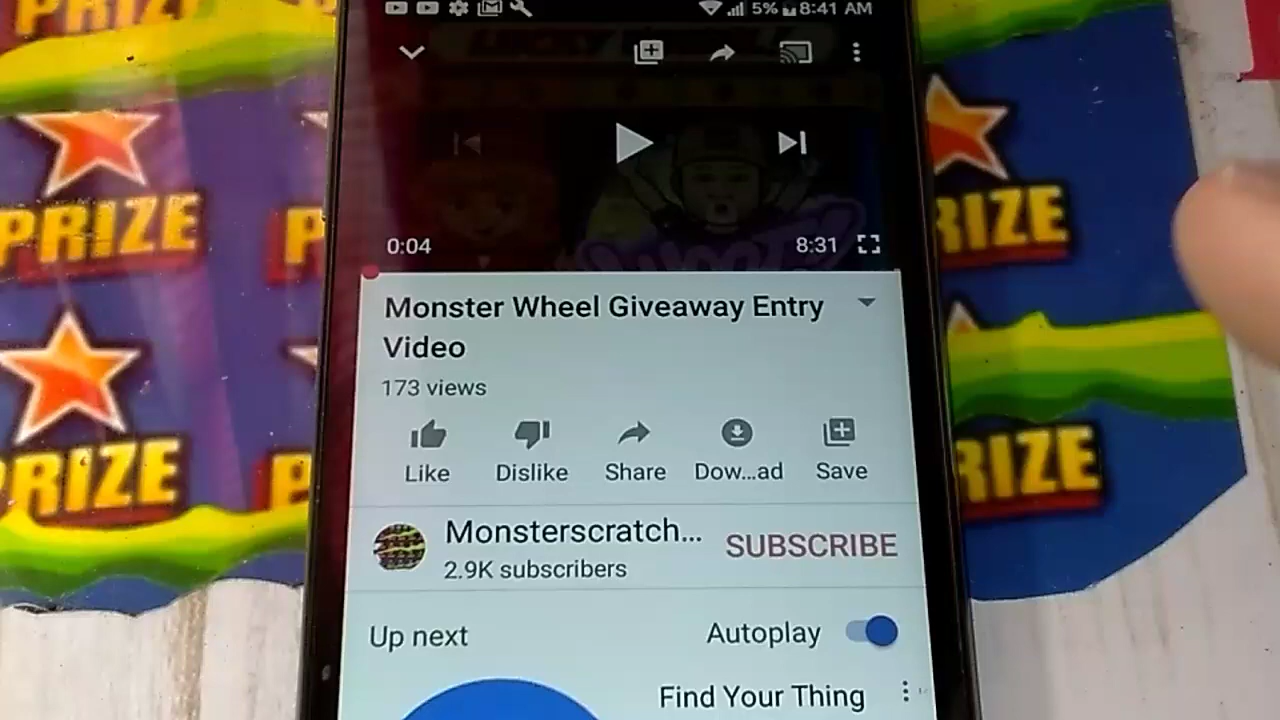 5% 8:41 AM
LUCKY
0:04 8:31
Monster Wheel Giveaway Entry
Video
173 views
Like Dislike Share Dow...ad Save
Monsterscratch... SUBSCRIBE
2.9K subscribers
Up next Autoplay
Find Your Thing
PRIZE
PRIZE
RIZE
RIZE